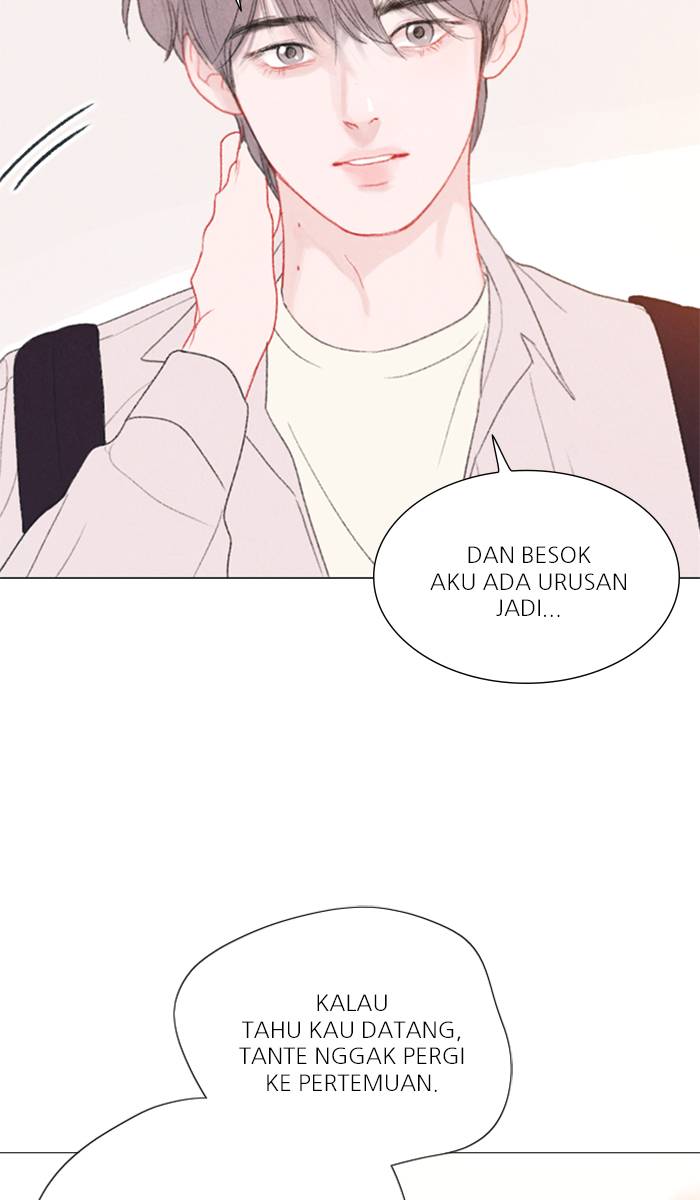 DAN BESOK
AKU ADA URUSAN
JADI...
KALAU
TAHU KAU DATANG,
TANTE NGGAK PERGI
KE PERTEMUAN.